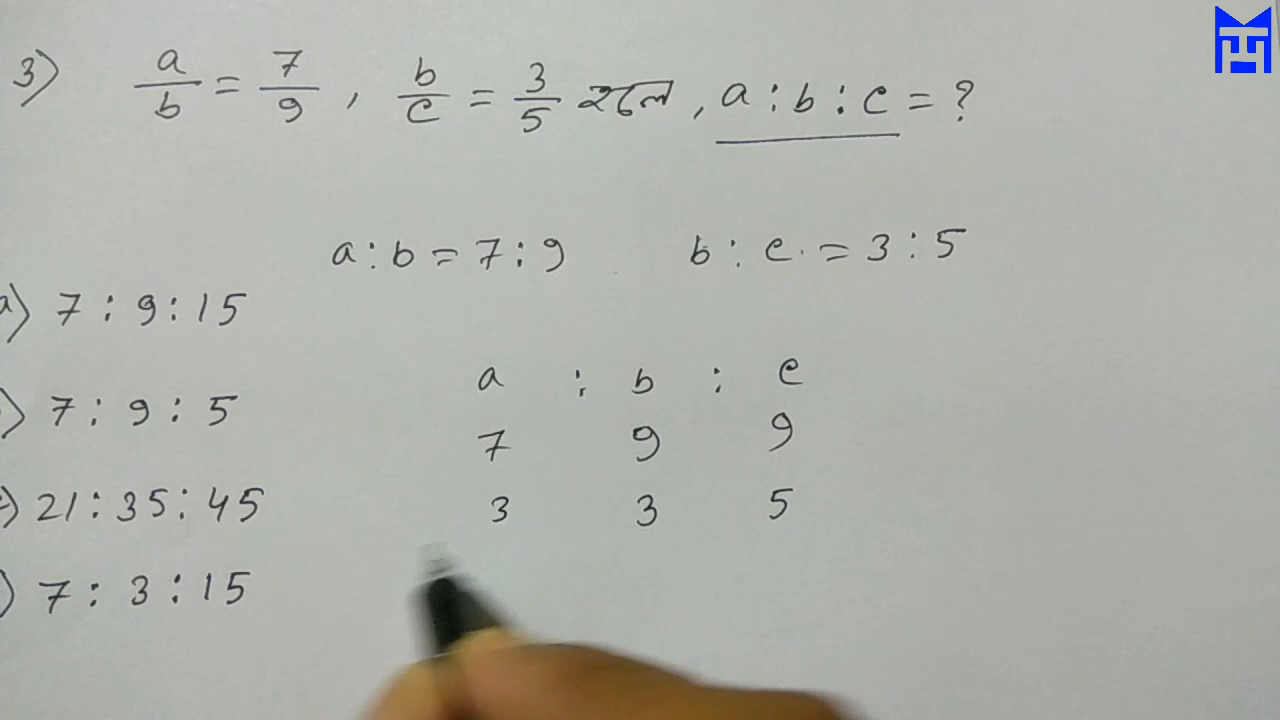 3) a/b = 7/9, b/c = 3/5 হলে, a : b : c = ?
a : b = 7 : 9 b : c = 3 : 5
a) 7 : 9 : 15
) 7 : 9 : 5
c) 21 : 35 : 45
) 7 : 3 : 15
a : b : c
7 9 9
3 3 5